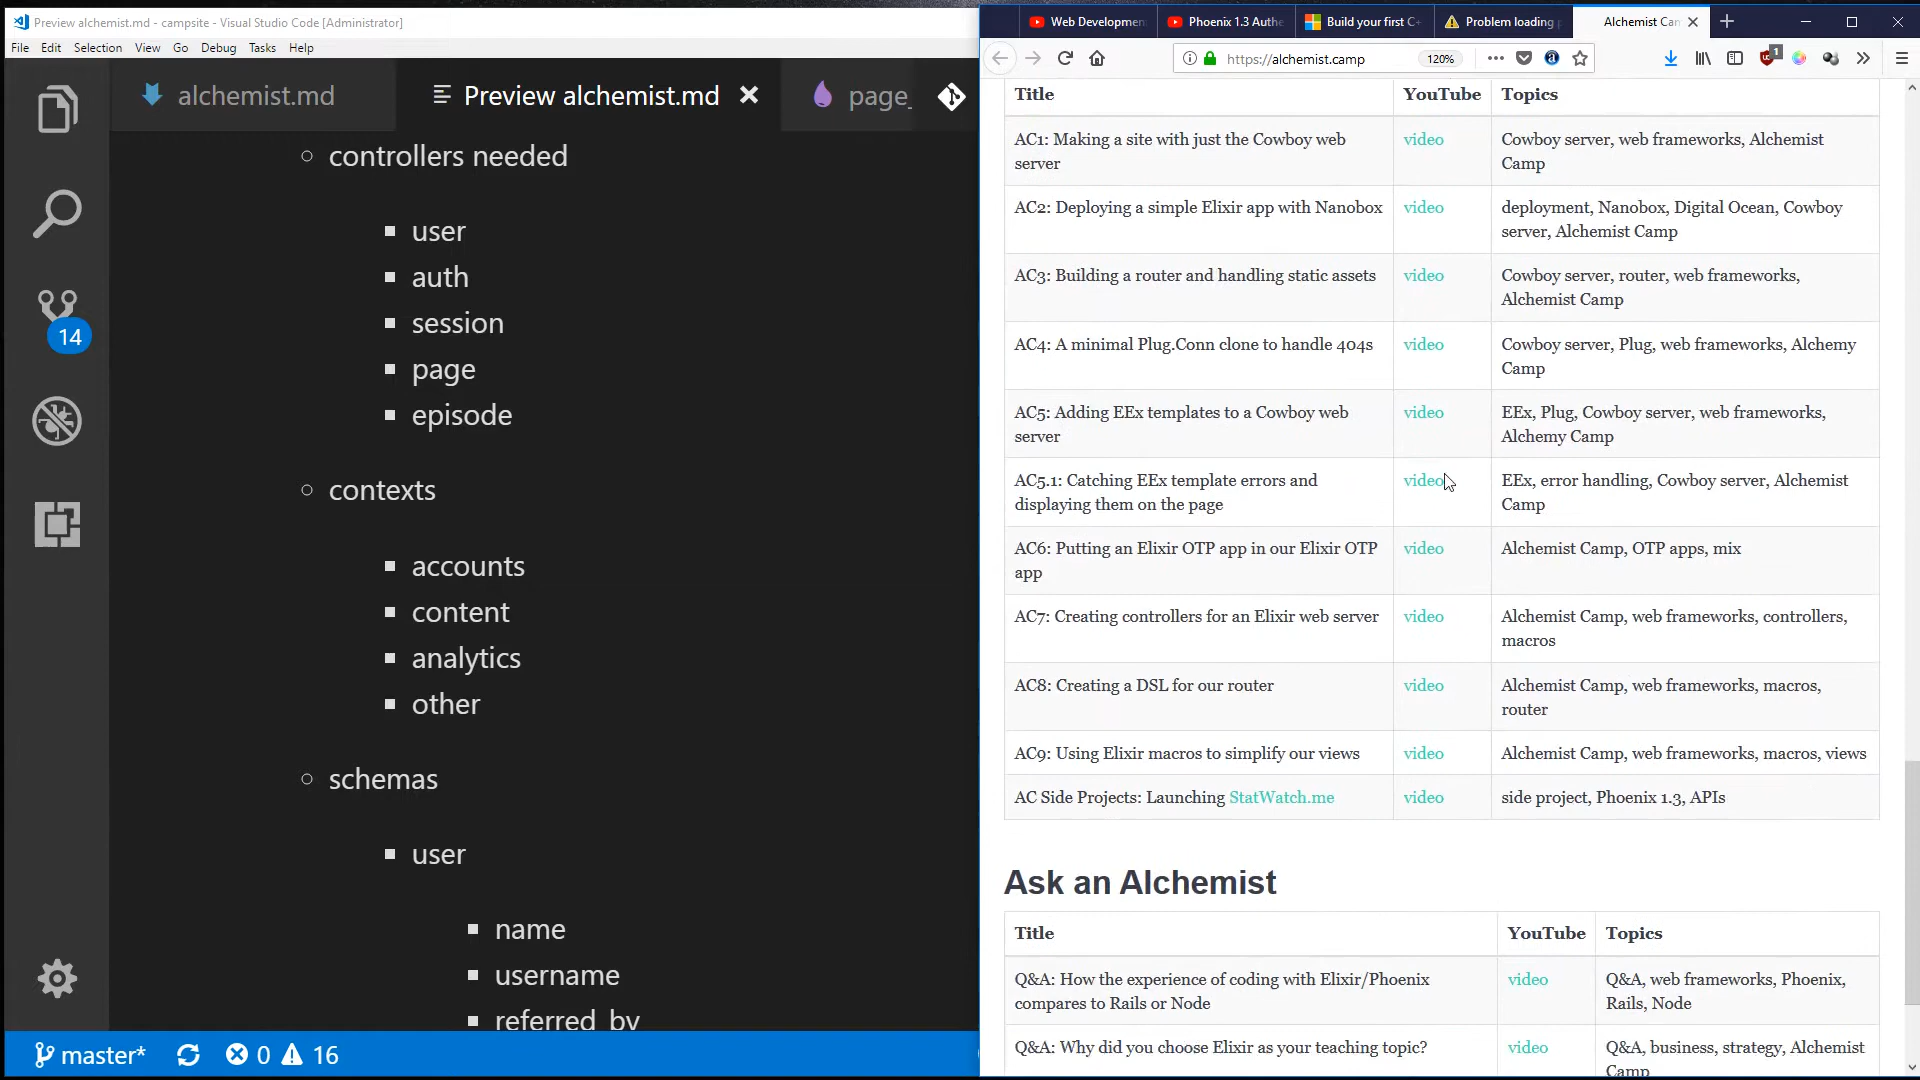 Preview alchemist.md - campsite - Visual Studio Code [Administrator]
File Edit Selection View Go Debug Tasks Help
alchemist.md
Preview alchemist.md
page_
controllers needed
user
auth
session
page
episode
contexts
accounts
content
analytics
other
schemas
user
name
username
referred_by
14
master*
0
16
Web Developmen
Phoenix 1.3 Authe
Build your first C+
Problem loading p
Alchemist Cam
https://alchemist.camp
120%
1
Title YouTube Topics
AC1: Making a site with just the Cowboy web
server
video
Cowboy server, web frameworks, Alchemist
Camp
AC2: Deploying a simple Elixir app with Nanobox
video
deployment, Nanobox, Digital Ocean, Cowboy
server, Alchemist Camp
AC3: Building a router and handling static assets
video
Cowboy server, router, web frameworks,
Alchemist Camp
AC4: A minimal Plug.Conn clone to handle 404s
video
Cowboy server, Plug, web frameworks, Alchemy
Camp
AC5: Adding EEx templates to a Cowboy web
server
video
EEx, Plug, Cowboy server, web frameworks,
Alchemy Camp
AC5.1: Catching EEx template errors and
displaying them on the page
video
EEx, error handling, Cowboy server, Alchemist
Camp
AC6: Putting an Elixir OTP app in our Elixir OTP
app
video
Alchemist Camp, OTP apps, mix
AC7: Creating controllers for an Elixir web server
video
Alchemist Camp, web frameworks, controllers,
macros
AC8: Creating a DSL for our router
video
Alchemist Camp, web frameworks, macros,
router
AC9: Using Elixir macros to simplify our views
video
Alchemist Camp, web frameworks, macros, views
AC Side Projects: Launching StatWatch.me
video
side project, Phoenix 1.3, APIs
Ask an Alchemist
Title YouTube Topics
Q&A: How the experience of coding with Elixir/Phoenix
compares to Rails or Node
video
Q&A, web frameworks, Phoenix,
Rails, Node
Q&A: Why did you choose Elixir as your teaching topic?
video
Q&A, business, strategy, Alchemist
Camp